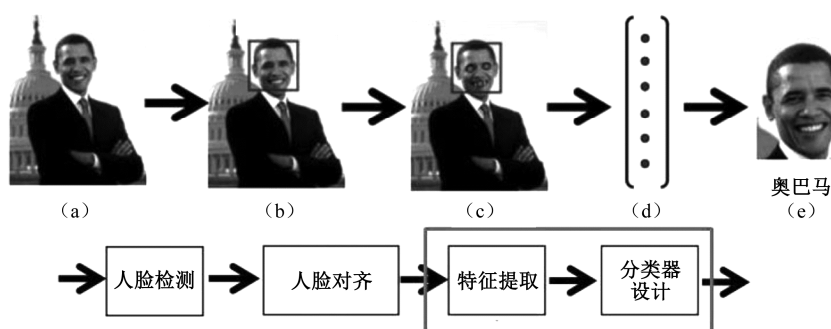 奥巴马
（a）
（b）
（c）
（d）
（e）
人脸检测
人脸对齐
特征提取
分类器
设计